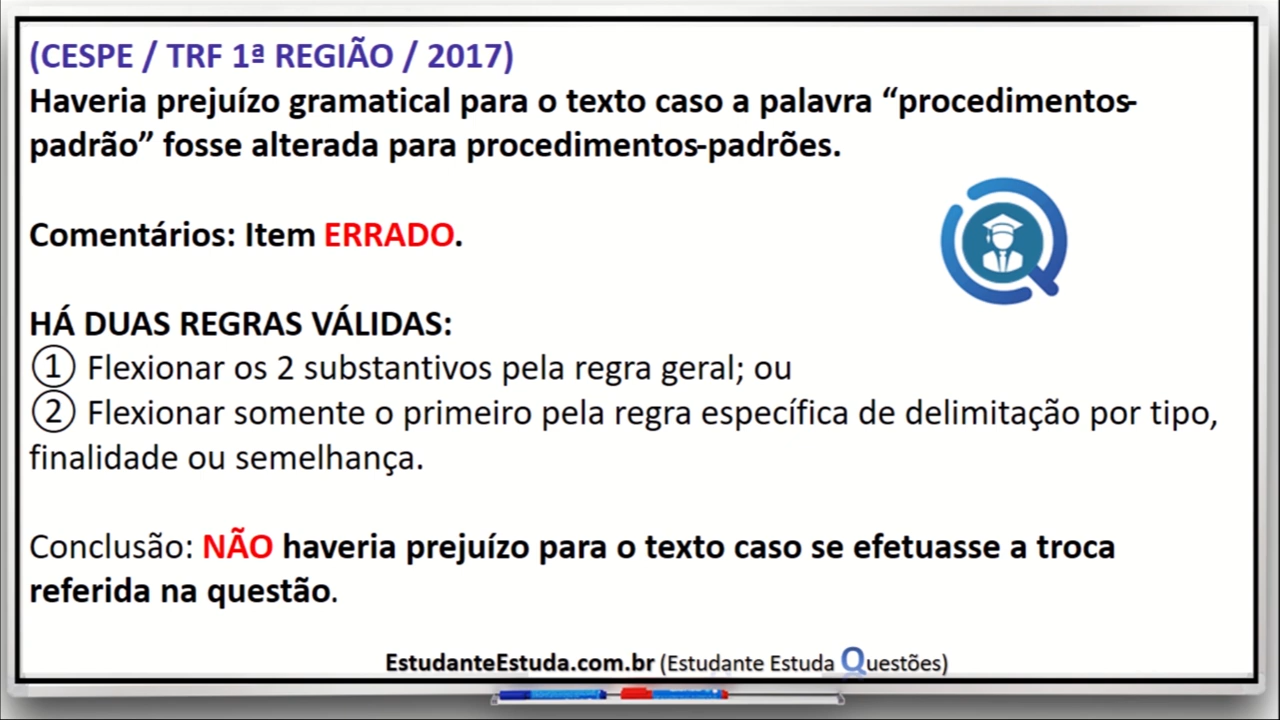 (CESPE / TRF 1ª REGIÃO / 2017)
Haveria prejuízo gramatical para o texto caso a palavra “procedimentos-
padrão” fosse alterada para procedimentos-padrões.
Comentários: Item ERRADO.
HÁ DUAS REGRAS VÁLIDAS:
① Flexionar os 2 substantivos pela regra geral; ou
② Flexionar somente o primeiro pela regra específica de delimitação por tipo,
finalidade ou semelhança.
Conclusão: NÃO haveria prejuízo para o texto caso se efetuasse a troca
referida na questão.
EstudanteEstuda.com.br (Estudante Estuda Questões)